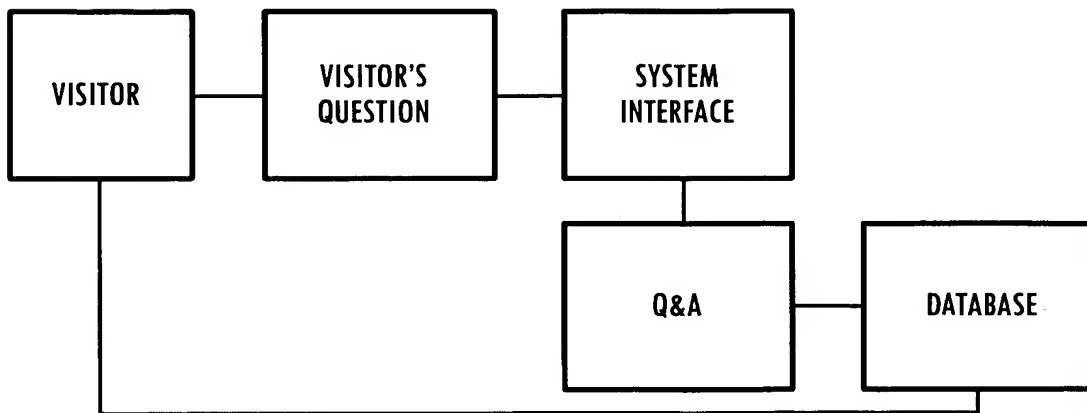 VISITOR
VISITOR'S
QUESTION
SYSTEM
INTERFACE
Q&A
DATABASE